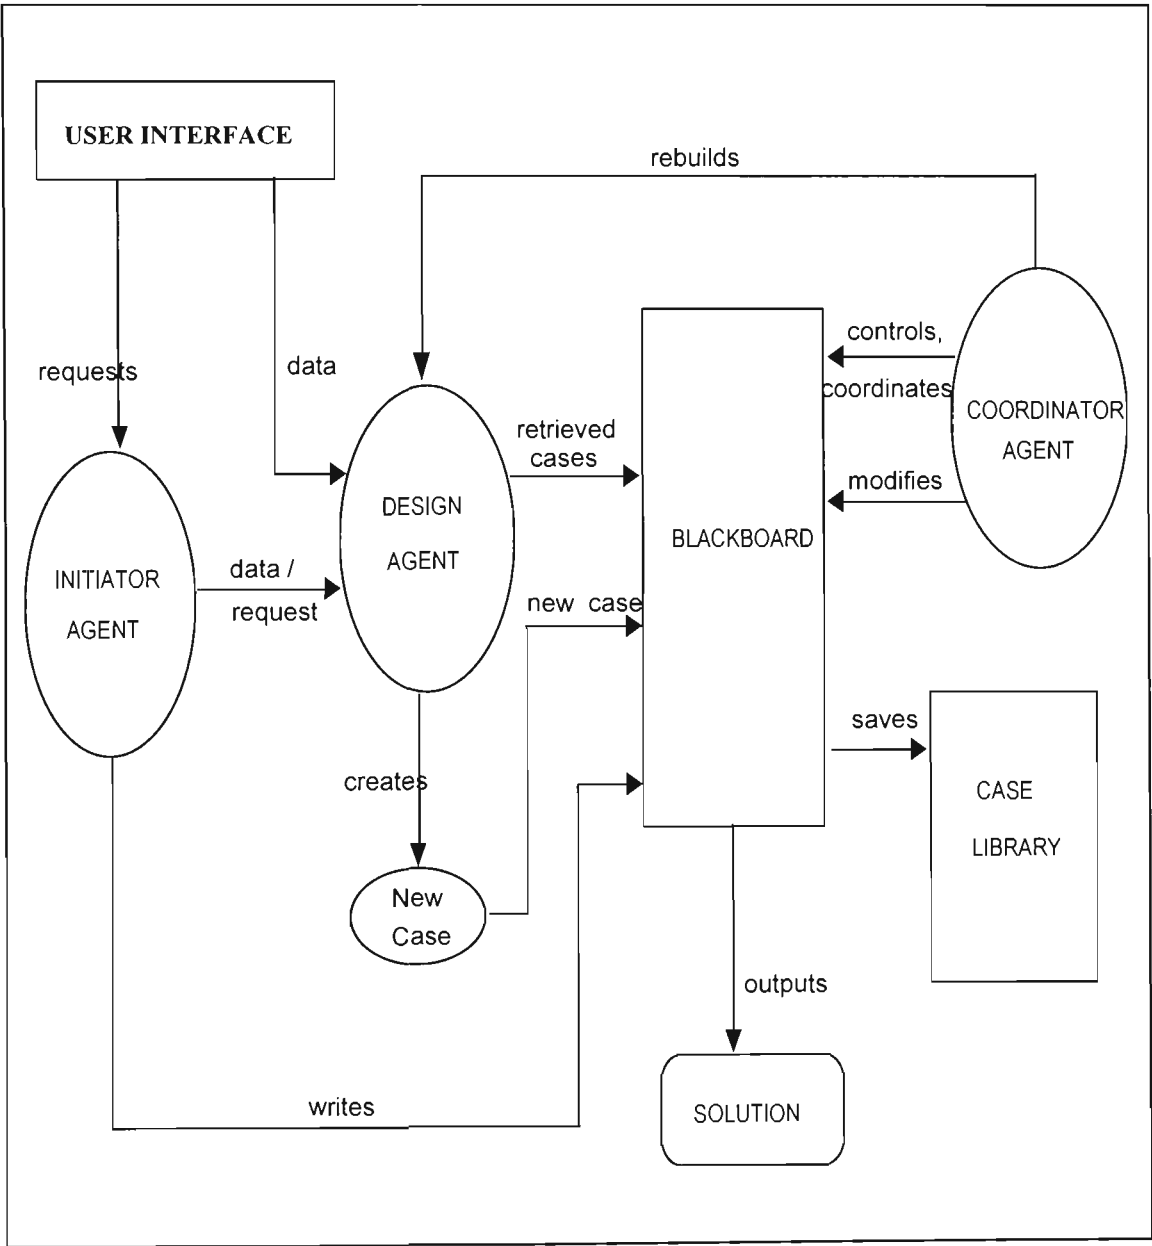 USER INTERFACE
rebuilds
controls,
requests
data
coordinates
COORDINATOR
AGENT
retrieved
cases
modifies
DESIGN
AGENT
BLACKBOARD
data /
request
INITIATOR
AGENT
new case
saves
creates
CASE
LIBRARY
New
Case
outputs
writes
SOLUTION